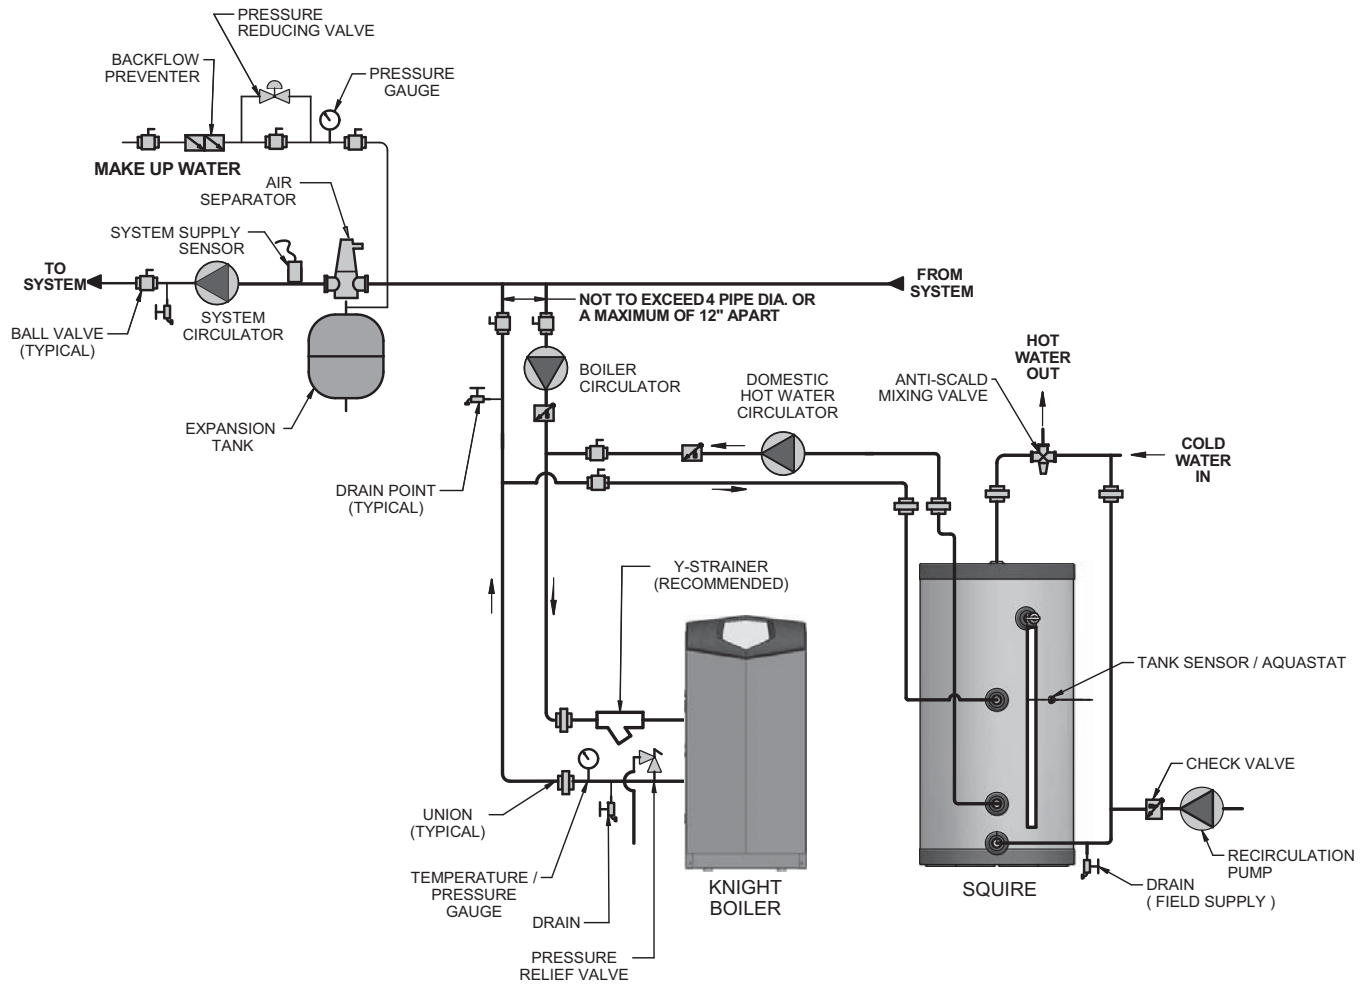 PRESSURE
REDUCING VALVE
BACKFLOW
PREVENTER
PRESSURE
GAUGE
MAKE UP WATER
AIR
SEPARATOR
SYSTEM SUPPLY
SENSOR
TO
SYSTEM
FROM
SYSTEM
NOT TO EXCEED 4 PIPE DIA. OR
A MAXIMUM OF 12" APART
BALL VALVE
(TYPICAL)
SYSTEM
CIRCULATOR
EXPANSION
TANK
BOILER
CIRCULATOR
DOMESTIC
HOT WATER
CIRCULATOR
HOT
WATER
OUT
ANTI-SCALD
MIXING VALVE
COLD
WATER
IN
DRAIN POINT
(TYPICAL)
Y-STRAINER
(RECOMMENDED)
TANK SENSOR / AQUASTAT
CHECK VALVE
UNION
(TYPICAL)
TEMPERATURE /
PRESSURE
GAUGE
DRAIN
PRESSURE
RELIEF VALVE
KNIGHT
BOILER
SQUIRE
RECIRCULATION
PUMP
DRAIN
( FIELD SUPPLY )